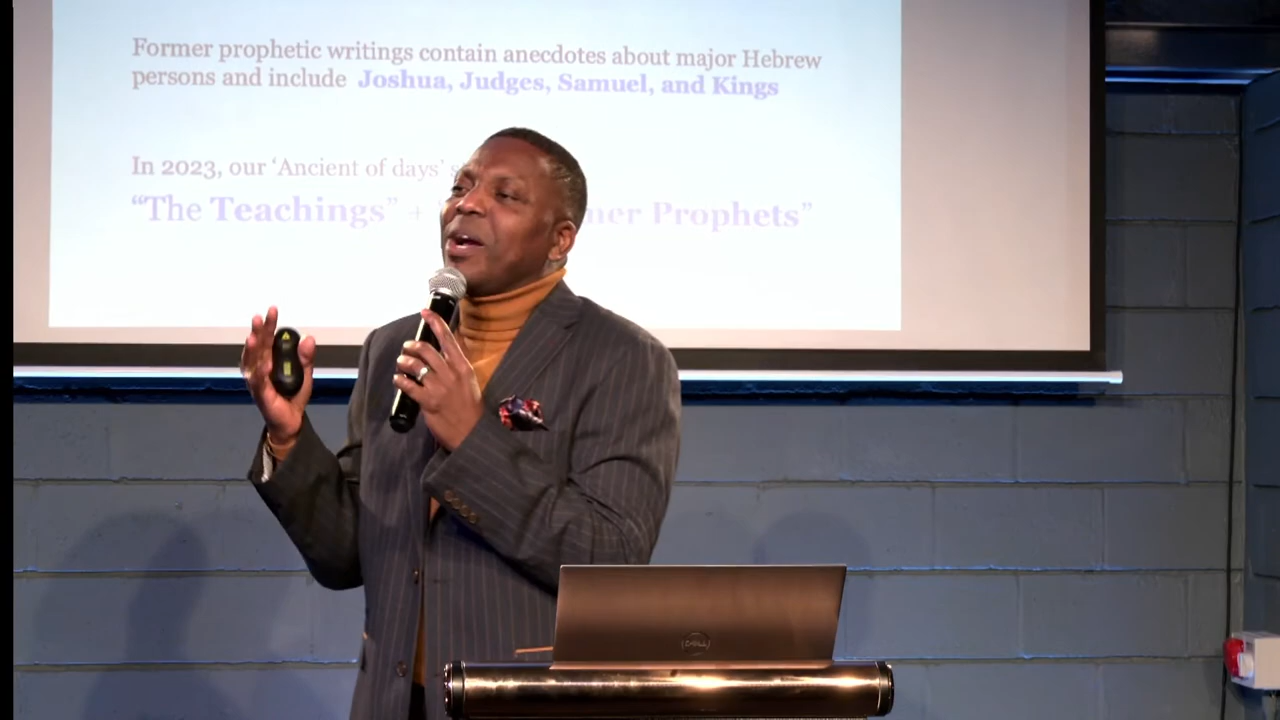 Former prophetic writings contain anecdotes about major Hebrew
persons and include Joshua, Judges, Samuel, and Kings
In 2023, our ‘Ancient of days’
“The Teachings” + Prophets”
DELL